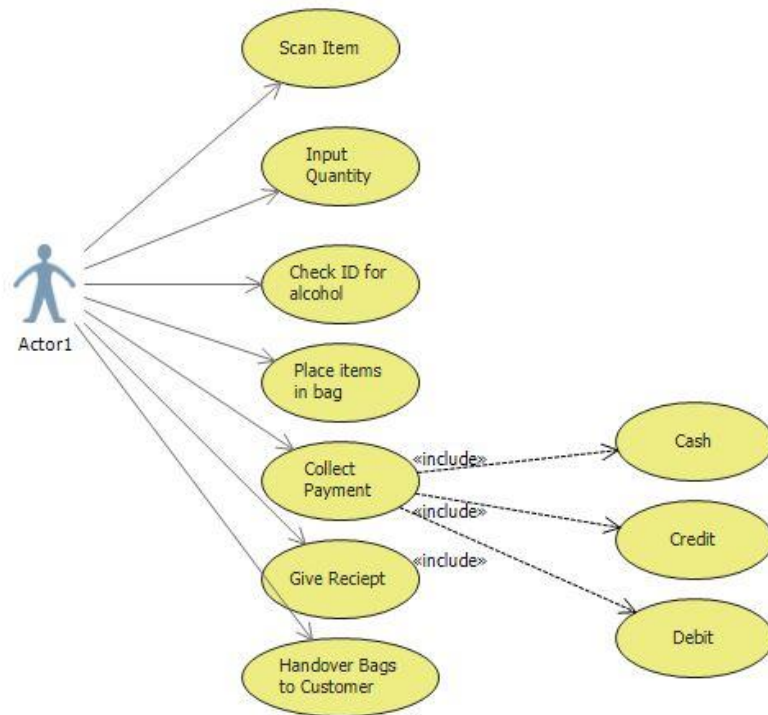 Scan Item
Input
Quantity
Check ID for
alcohol
Actor1
Place items
in bag
Collect
Payment
«include»
«include»
«include»
Cash
Credit
Debit
Give Reciept
Handover Bags
to Customer